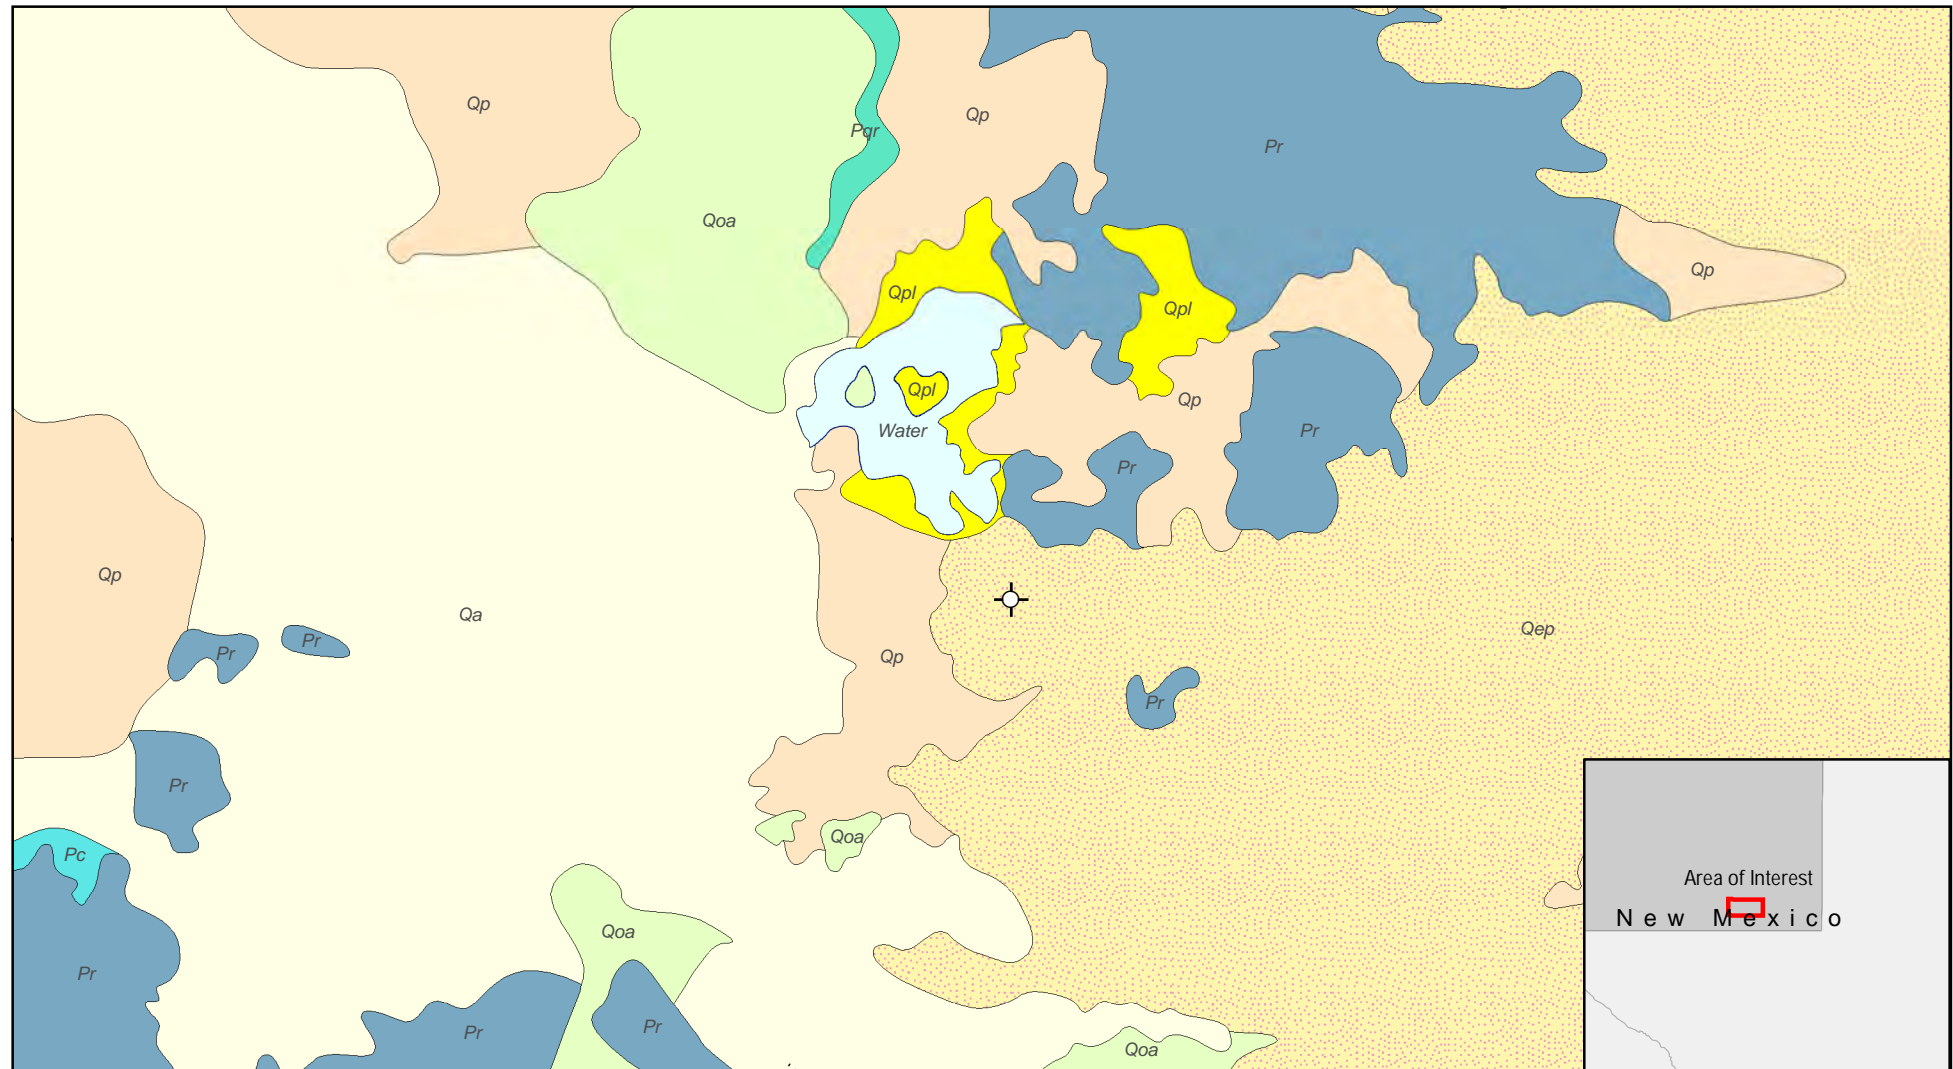 Qp
Qp
Pqr
Pr
Qoa
Qp
Qpl
Qpl
Qpl
Qp
Water
Pr
Pr
Qp
Qa
Qep
Pr
Pr
Qp
Pr
Pr
Qoa
Pc
Area of Interest
New Mexico
Qoa
Pr
Pr
Pr
Qoa